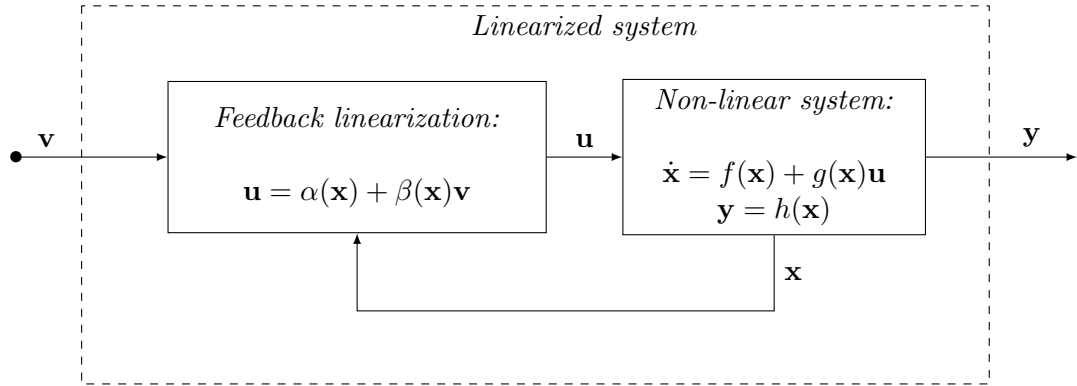 Linearized system
Feedback linearization:
u = α(x) + β(x)v
Non-linear system:
ẋ = f(x) + g(x)u
y = h(x)
v
u
y
x